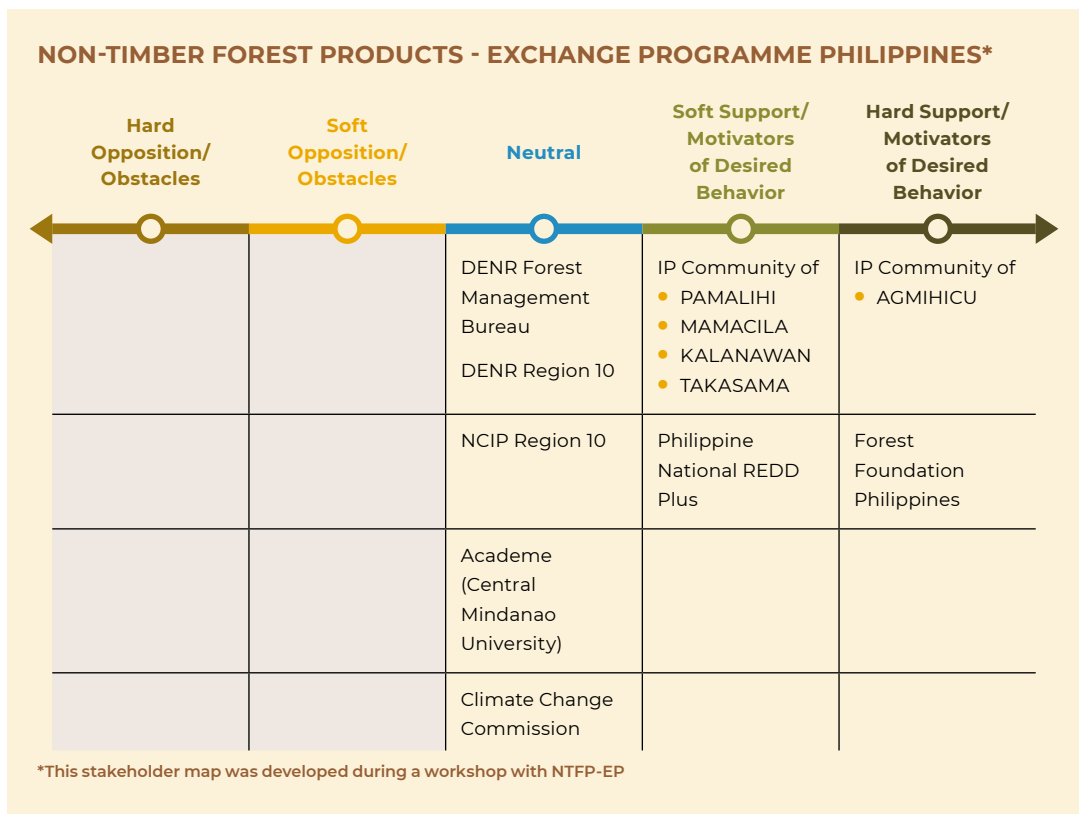 NON-TIMBER FOREST PRODUCTS - EXCHANGE PROGRAMME PHILIPPINES*
Hard
Opposition/
Obstacles
Soft
Opposition/
Obstacles
Neutral
Soft Support/
Motivators
of Desired
Behavior
Hard Support/
Motivators
of Desired
Behavior
DENR Forest
Management
Bureau
DENR Region 10
IP Community of
• PAMALIHI
• MAMACILA
• KALANAWAN
• TAKASAMA
IP Community of
• AGMIHICU
NCIP Region 10
Philippine
National REDD
Plus
Forest
Foundation
Philippines
Academe
(Central
Mindanao
University)
Climate Change
Commission
*This stakeholder map was developed during a workshop with NTFP-EP